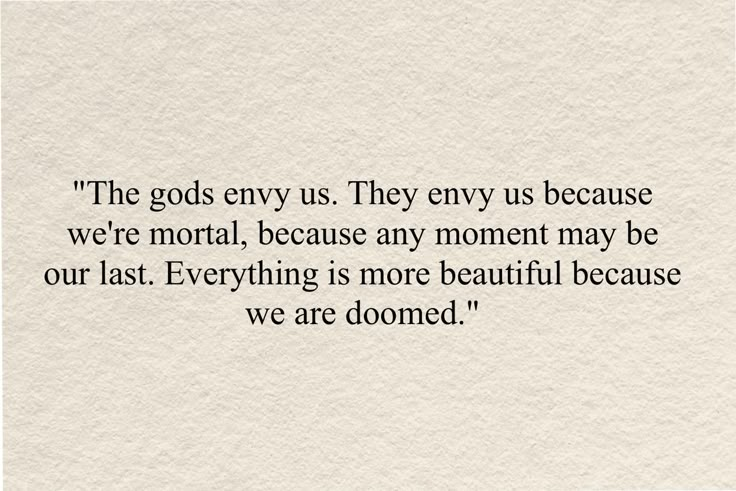 "The gods envy us. They envy us because
we're mortal, because any moment may be
our last. Everything is more beautiful because
we are doomed."